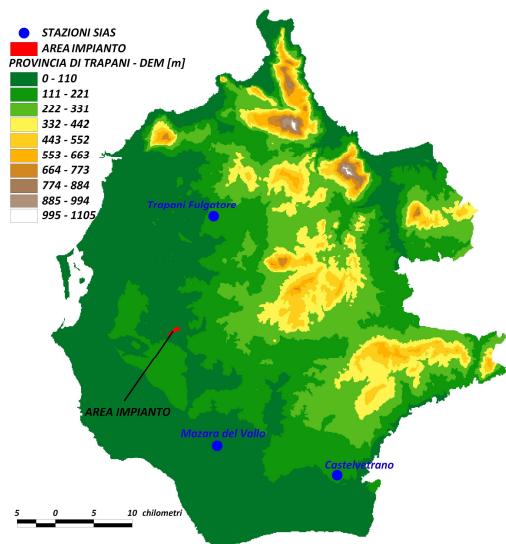 STAZIONI SIAS
AREA IMPIANTO
PROVINCIA DI TRAPANI - DEM [m]
0 - 110
111 - 221
222 - 331
332 - 442
443 - 552
553 - 663
664 - 773
774 - 884
885 - 994
995 - 1105
Trapani Fulgatore
AREA IMPIANTO
Mazara del Vallo
Castelvetrano
5 0 5 10 chilometri